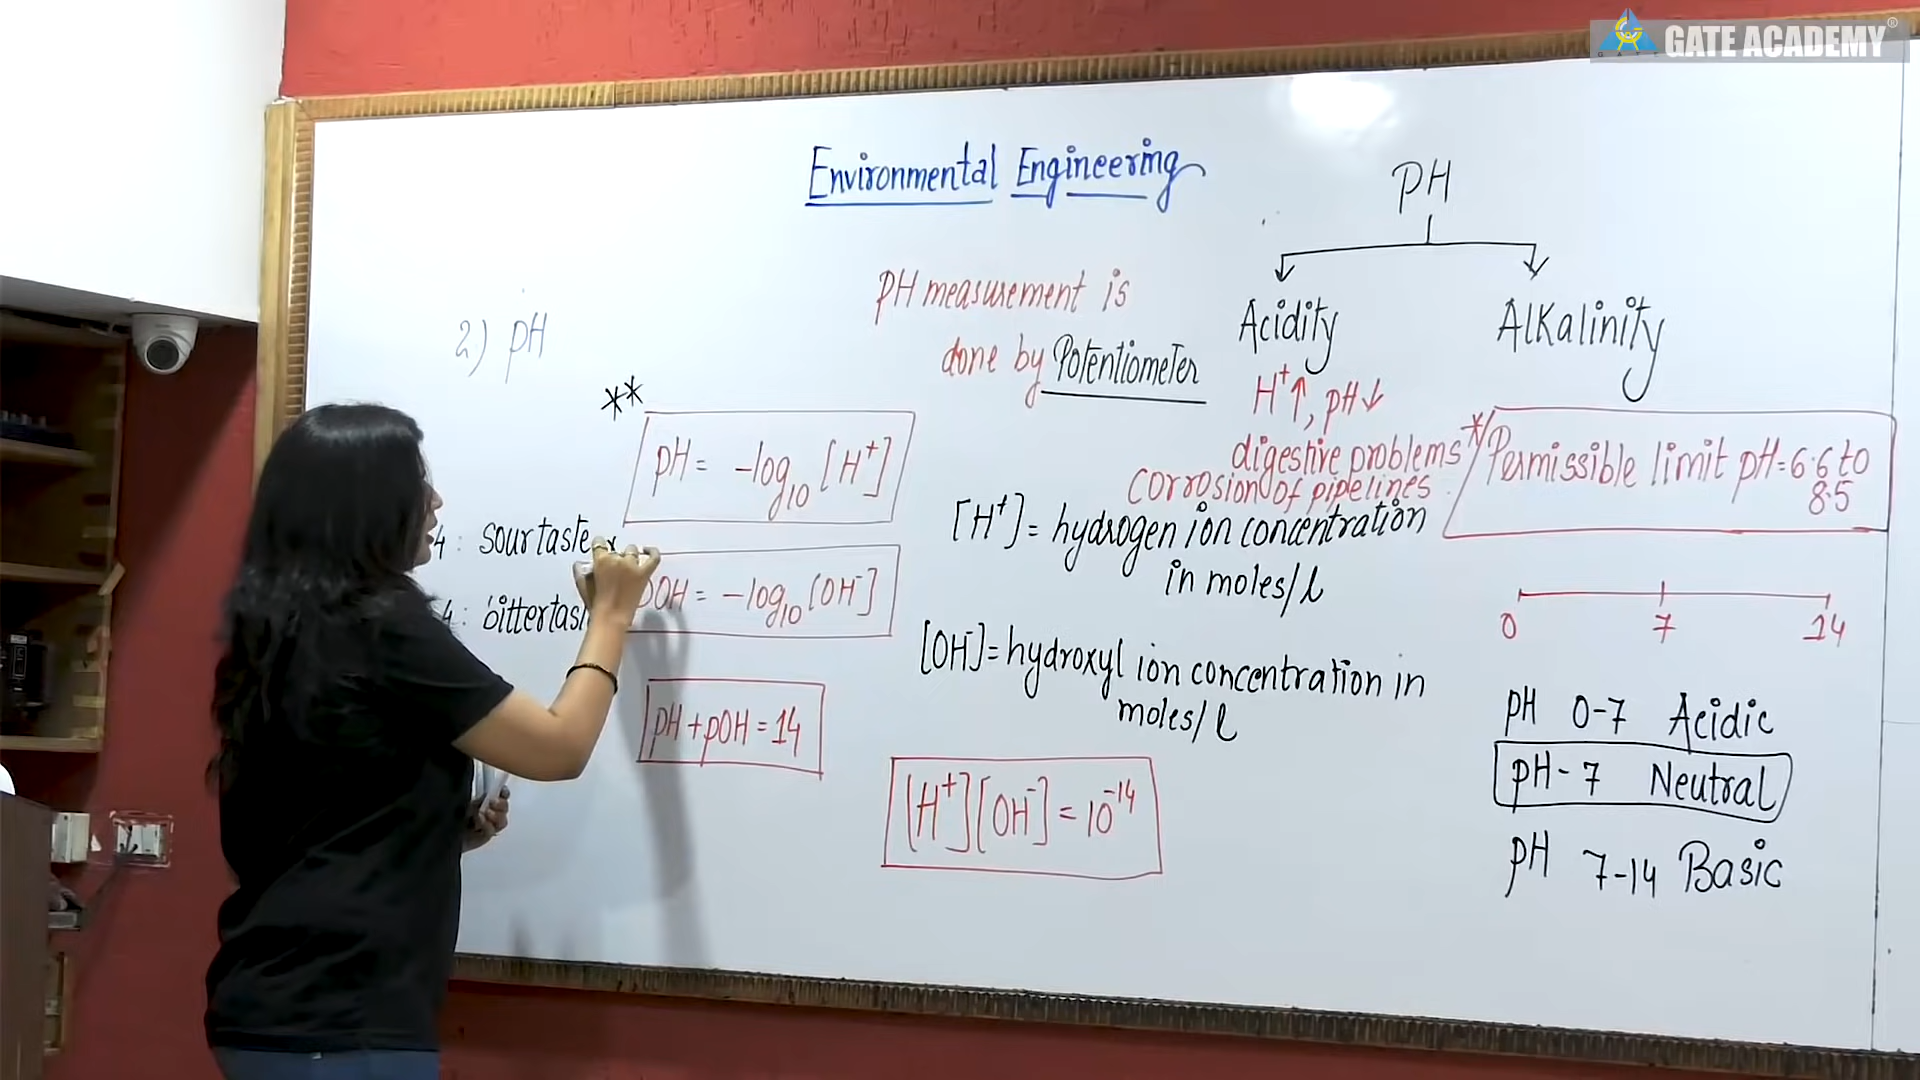 GATE ACADEMY®
Environmental Engineering
PH
PH measurement is
done by Potentiometer
Acidity
Alkalinity
H⁺↑, pH↓
digestive problems
corrosion of pipelines.
* Permissible limit pH=6.6 to
8.5
2) pH
**
pH = -log₁₀ [H⁺]
4: sour taste
4: bitter
pOH = -log₁₀ [OH⁻]
pH + pOH = 14
[H⁺] = hydrogen ion concentration
in moles/l
[OH⁻] = hydroxyl ion concentration in
moles/l
[H⁺][OH⁻] = 10⁻¹⁴
0 7 14
pH 0-7 Acidic
pH-7 Neutral
pH 7-14 Basic